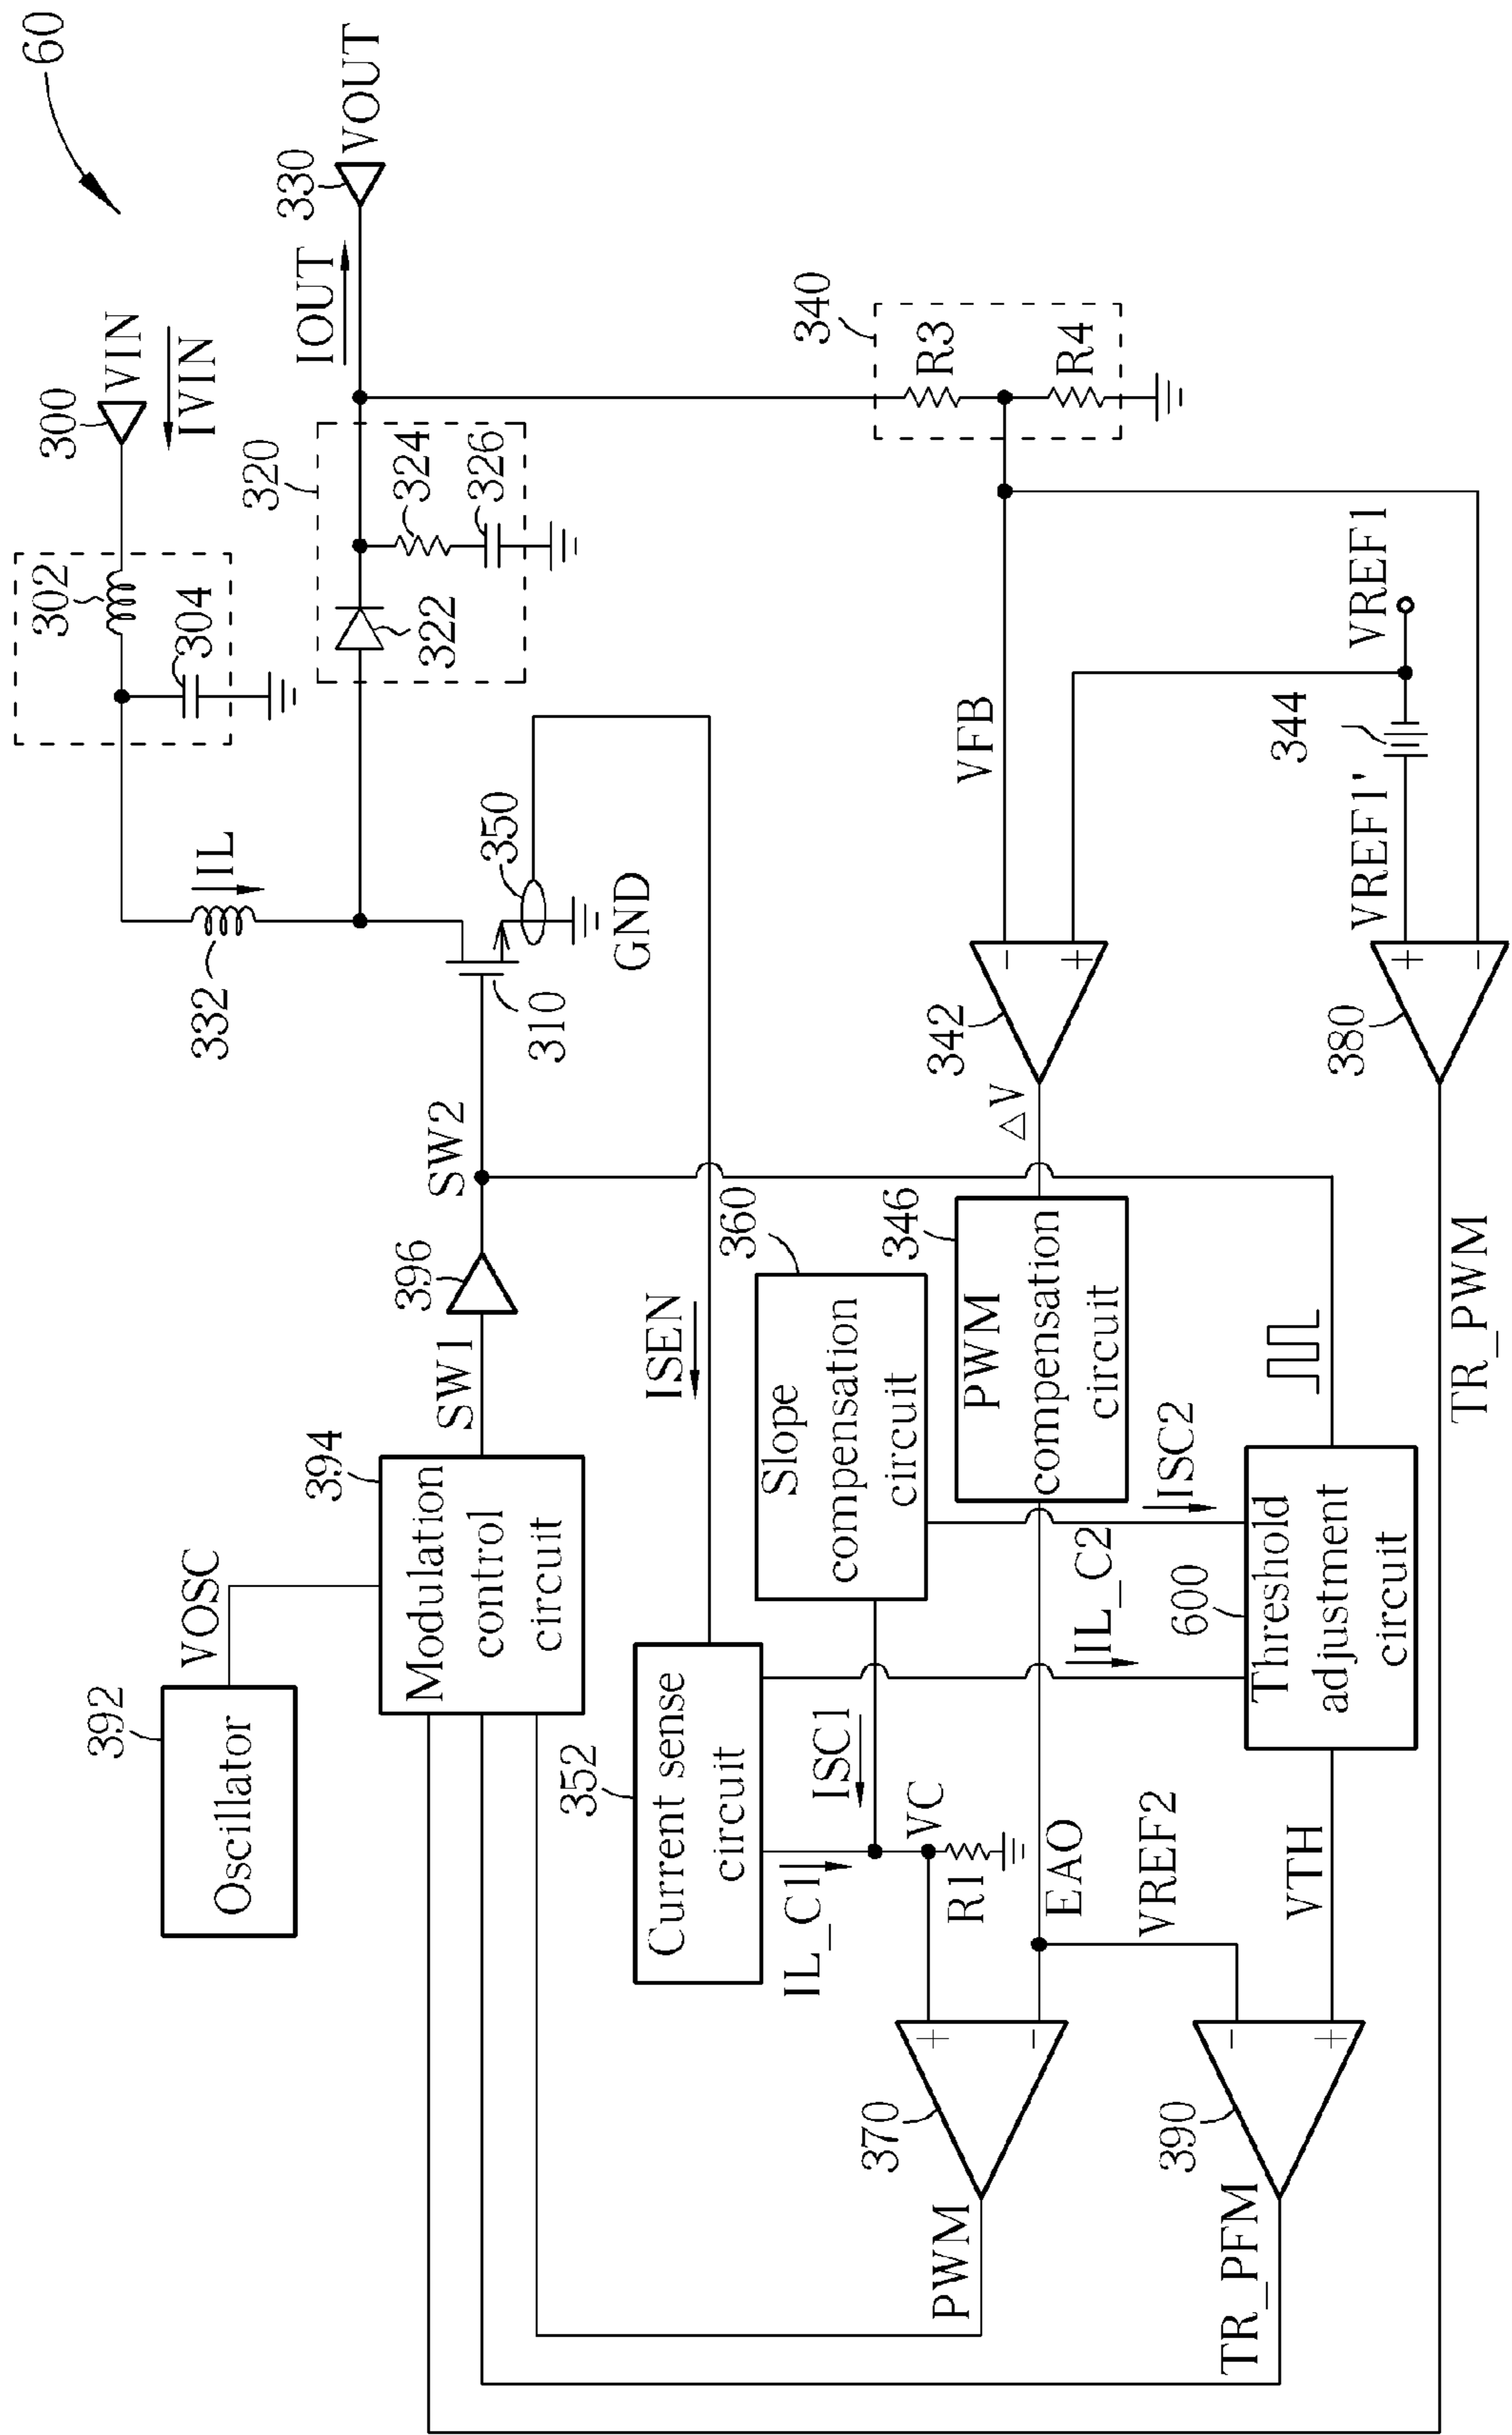 60
300
VIN
IVIN
302
304
332
IL
320
322
324
326
IOUT
330
VOUT
310
350
GND
340
R3
R4
392
Oscillator
VOSC
394
Modulation
control
circuit
SW1
396
SW2
ISEN
352
Current sense
circuit
360
Slope
compensation
circuit
346
PWM
compensation
circuit
△V
342
VFB
VREF1
344
VREF1'
380
IL_C1
ISC1
VC
R1
EAO
IL_C2
ISC2
600
Threshold
adjustment
circuit
VREF2
VTH
370
390
PWM
TR_PFM
TR_PWM
+
-
-
+
-
+
+
-